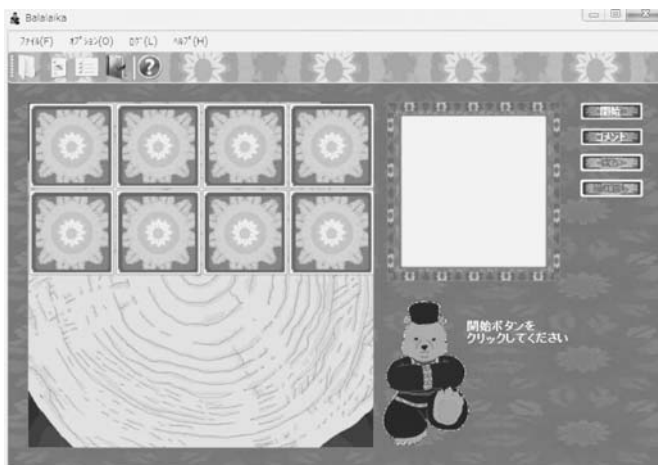 Balalaika
ファイル(F) オプション(O) ログ(L) ヘルプ(H)
開始
コメント
開始ボタンを
クリックしてください